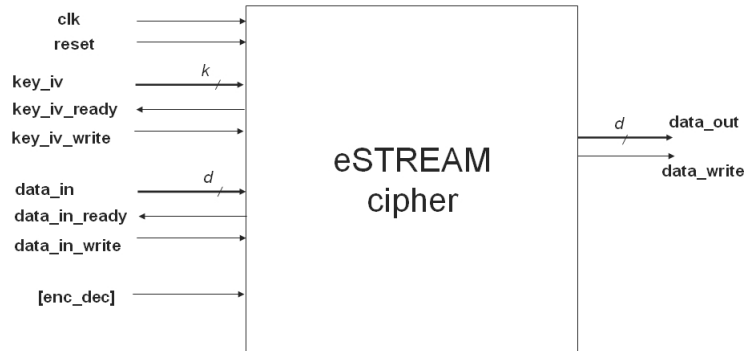 clk
reset
key_iv
k
key_iv_ready
key_iv_write
data_in
d
data_in_ready
data_in_write
[enc_dec]
eSTREAM
cipher
d
data_out
data_write